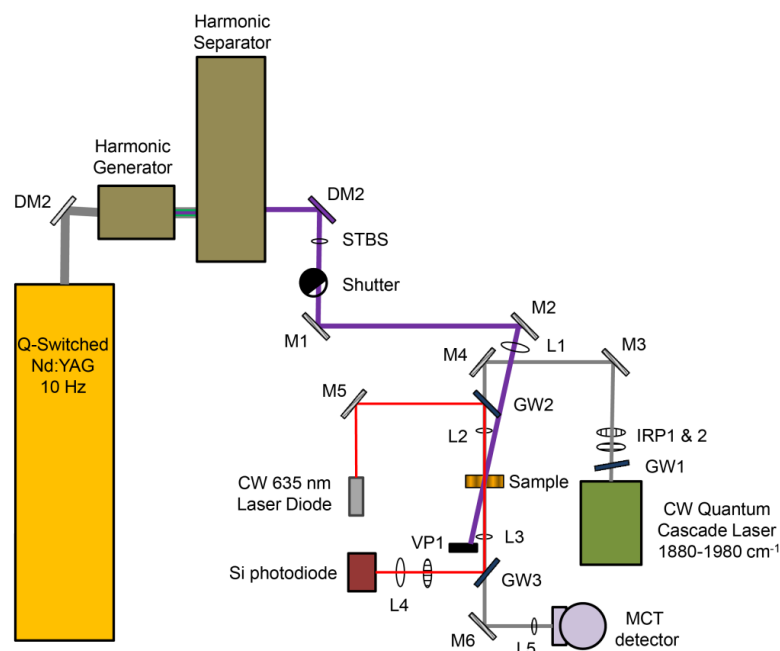 Harmonic
Separator
Harmonic
Generator
DM2
DM2
STBS
Shutter
M1
M2
L1
M3
M4
Q-Switched
Nd:YAG
10 Hz
M5
GW2
L2
IRP1 & 2
GW1
CW 635 nm
Laser Diode
Sample
CW Quantum
Cascade Laser
1880-1980 cm⁻¹
VP1
L3
Si photodiode
L4
GW3
M6
L5
MCT
detector